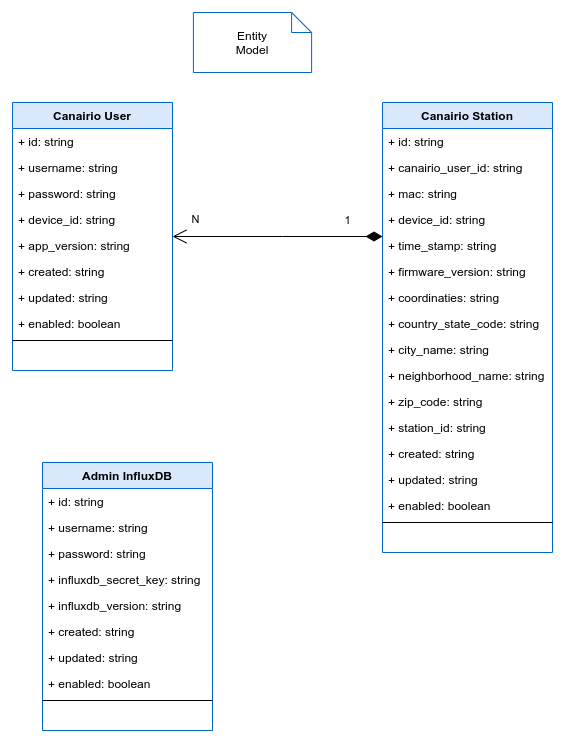 Entity
Model
Canairio User
+ id: string
+ username: string
+ password: string
+ device_id: string
+ app_version: string
+ created: string
+ updated: string
+ enabled: boolean
N
1
Canairio Station
+ id: string
+ canairio_user_id: string
+ mac: string
+ device_id: string
+ time_stamp: string
+ firmware_version: string
+ coordinaties: string
+ country_state_code: string
+ city_name: string
+ neighborhood_name: string
+ zip_code: string
+ station_id: string
+ created: string
+ updated: string
+ enabled: boolean
Admin InfluxDB
+ id: string
+ username: string
+ password: string
+ influxdb_secret_key: string
+ influxdb_version: string
+ created: string
+ updated: string
+ enabled: boolean